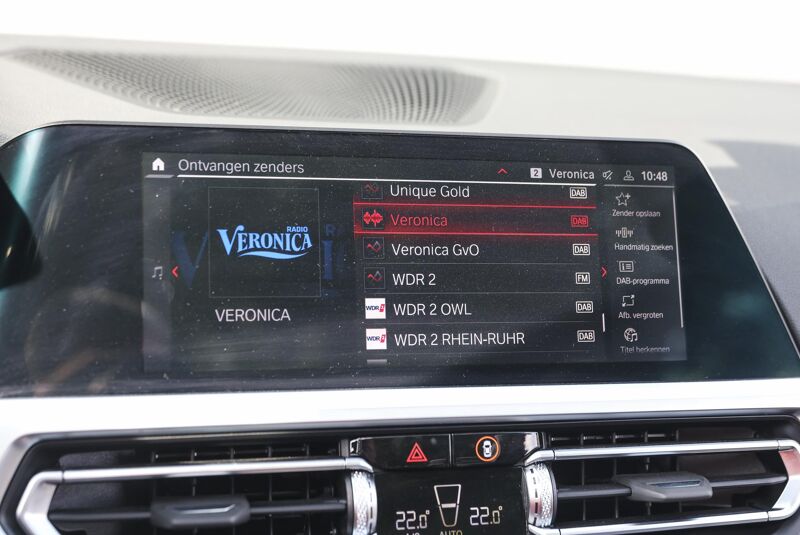 Ontvangen zenders
2 Veronica 10:48
RADIO
VERONICA
VERONICA
Unique Gold DAB
Veronica DAB
Veronica GvO DAB
WDR 2 FM
WDR WDR 2 OWL DAB
WDR WDR 2 RHEIN-RUHR DAB
Zender opslaan
Handmatig zoeken
DAB-programma
Afb. vergroten
Titel herkennen
22.0 22.0
AUTO